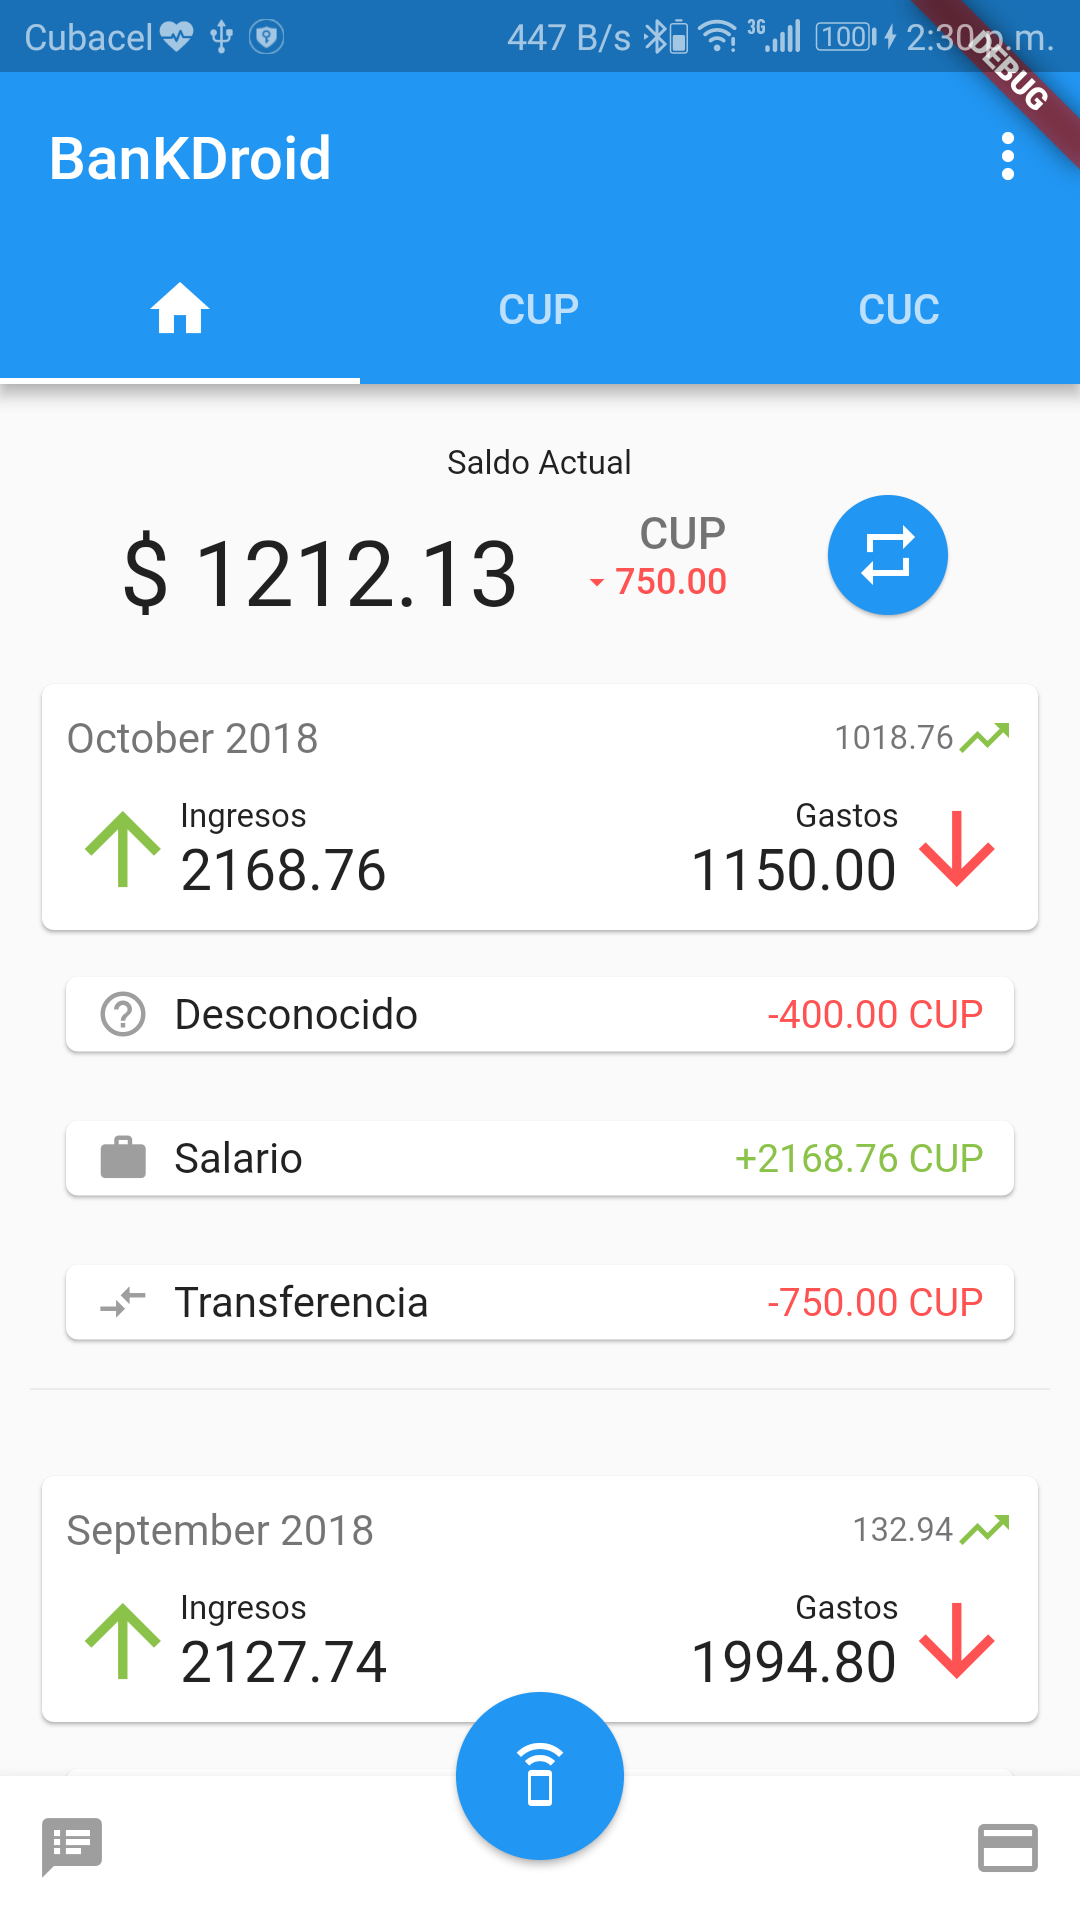 Cubacel 447 B/s 3G 100 2:30 p.m.
DEBUG
BanKDroid
CUP CUC
Saldo Actual
$ 1212.13 CUP
750.00
October 2018 1018.76
Ingresos Gastos
2168.76 1150.00
Desconocido -400.00 CUP
Salario +2168.76 CUP
Transferencia -750.00 CUP
September 2018 132.94
Ingresos Gastos
2127.74 1994.80